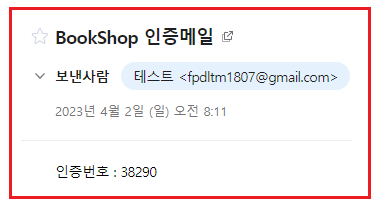 BookShop 인증메일
보낸사람 테스트 <fpdltm1807@gmail.com>
2023년 4월 2일 (일) 오전 8:11
인증번호 : 38290